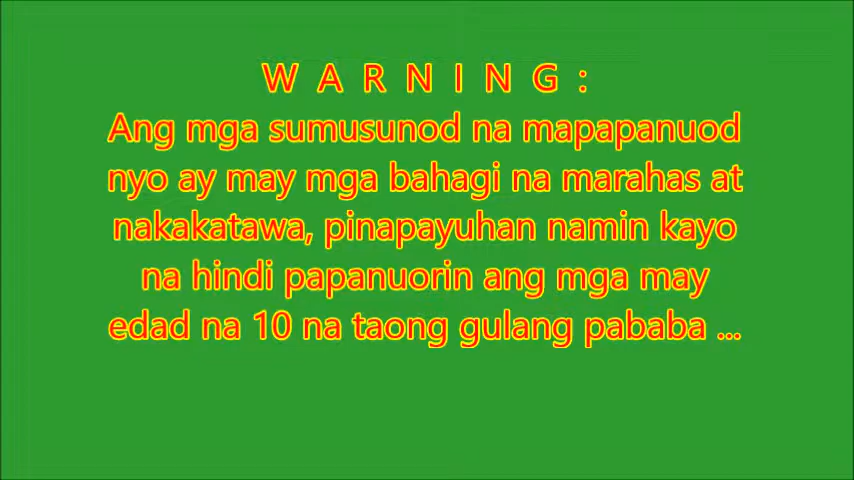 W A R N I N G :
Ang mga sumusunod na mapapanuod
nyo ay may mga bahagi na marahas at
nakakatawa, pinapayuhan namin kayo
na hindi papanuorin ang mga may
edad na 10 na taong gulang pababa ...